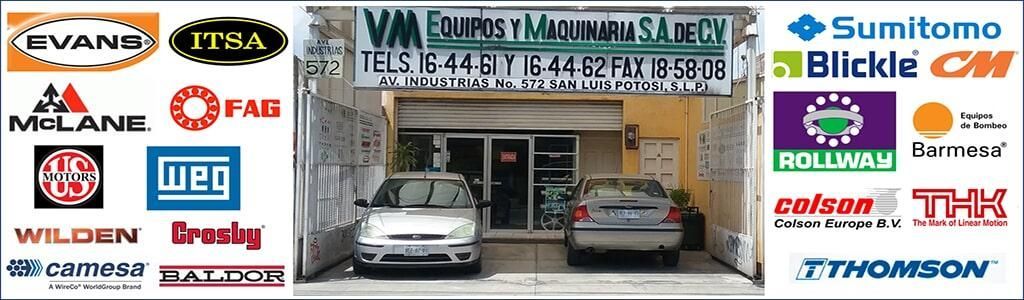 EVANS®
ITSA
McLANE®
FAG
US MOTORS
WEG
WILDEN®
Crosby®
camesa®
A WireCo® WorldGroup Brand
BALDOR
AV. INDUSTRIAS 572
VM EQUIPOS Y MAQUINARIA S.A. DE C.V.
TELS. 16-44-61 Y 16-44-62 FAX 18-58-08
AV. INDUSTRIAS No. 572 SAN LUIS POTOSI, S.L.P.
Sumitomo
Blickle®
CM
ROLLWAY
Equipos de Bombeo
Barmesa®
colson
Colson Europe B.V.
THK
The Mark of Linear Motion
THOMSON™